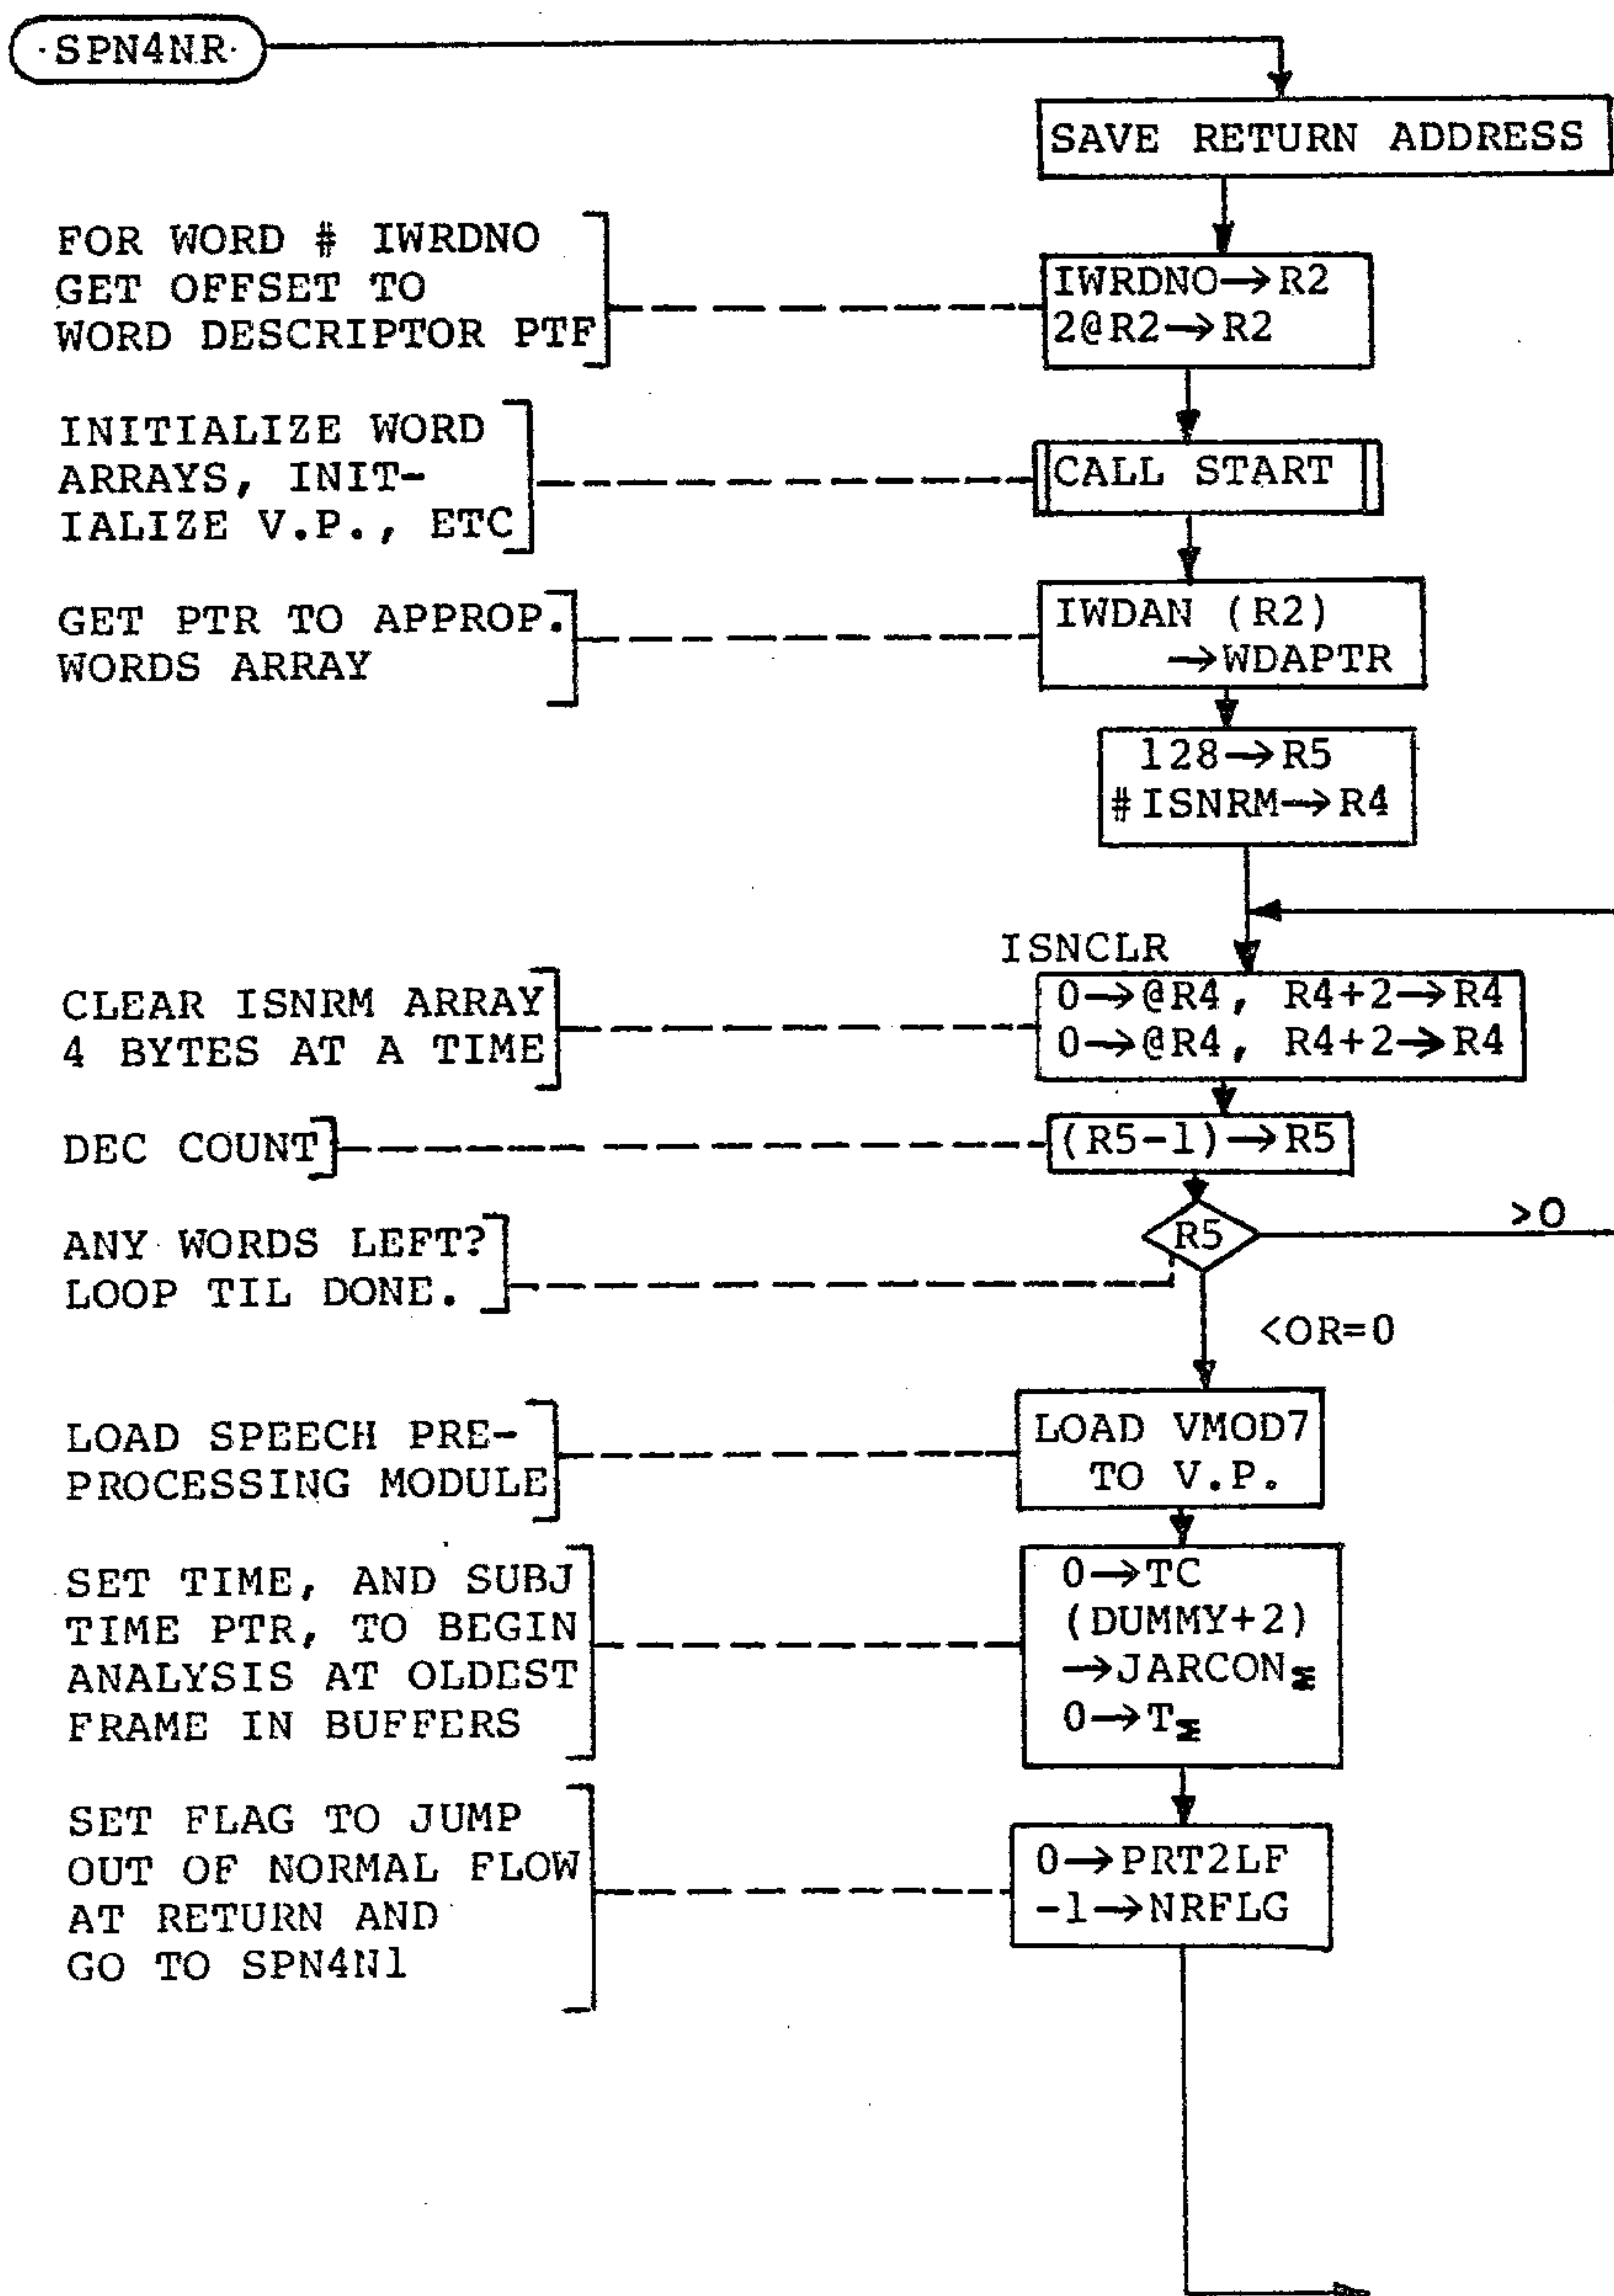 ·SPN4NR·
SAVE RETURN ADDRESS
FOR WORD # IWRDNO
GET OFFSET TO
WORD DESCRIPTOR PTF
IWRDNO→R2
2@R2→R2
INITIALIZE WORD
ARRAYS, INIT-
IALIZE V.P., ETC
CALL START
GET PTR TO APPROP.
WORDS ARRAY
IWDAN (R2)
→WDAPTR
128→R5
#ISNRM→R4
ISNCLR
CLEAR ISNRM ARRAY
4 BYTES AT A TIME
0→@R4, R4+2→R4
0→@R4, R4+2→R4
DEC COUNT
(R5-1)→R5
ANY WORDS LEFT?
LOOP TIL DONE.
R5
>0
<OR=0
LOAD SPEECH PRE-
PROCESSING MODULE
LOAD VMOD7
TO V.P.
SET TIME, AND SUBJ
TIME PTR, TO BEGIN
ANALYSIS AT OLDEST
FRAME IN BUFFERS
0→TC
(DUMMY+2)
→JARCONΣ
0→TΣ
SET FLAG TO JUMP
OUT OF NORMAL FLOW
AT RETURN AND
GO TO SPN4N1
0→PRT2LF
-1→NRFLG